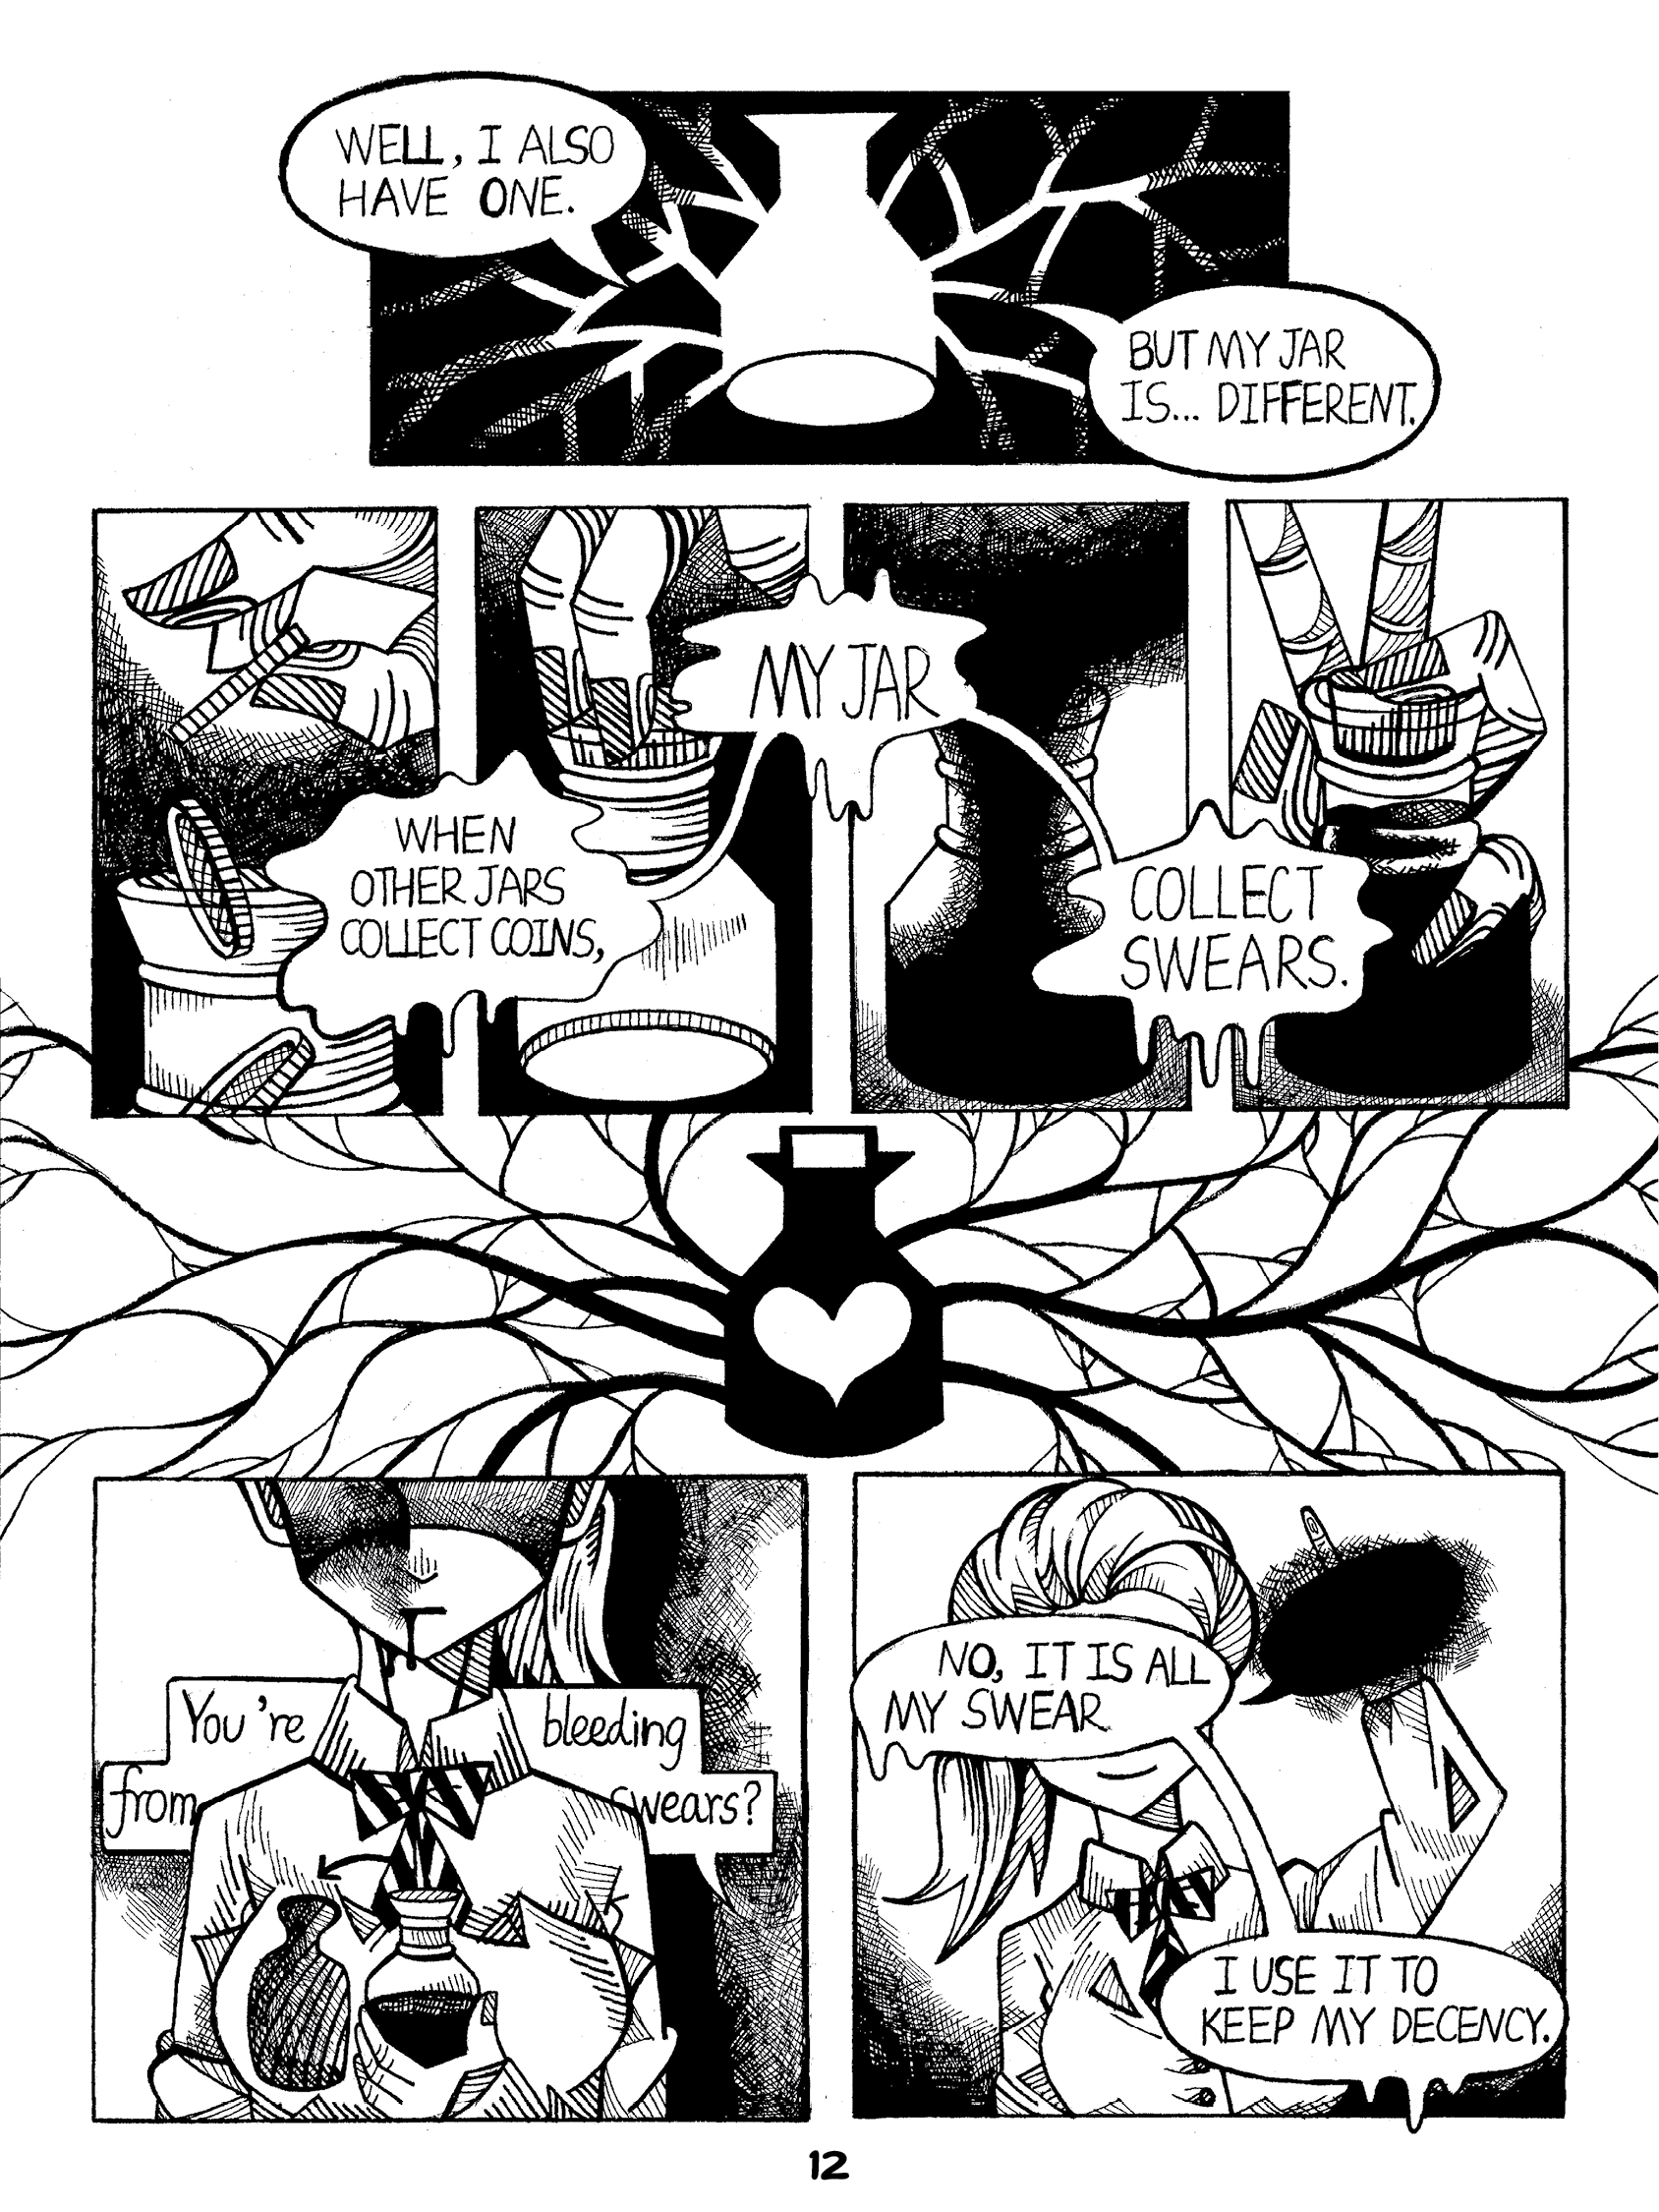 WELL, I ALSO
HAVE ONE.
BUT MY JAR
IS... DIFFERENT.
WHEN
OTHER JARS
COLLECT COINS,
MY JAR
COLLECT
SWEARS.
You're bleeding
from swears?
NO, IT IS ALL
MY SWEAR
I USE IT TO
KEEP MY DECENCY.
12